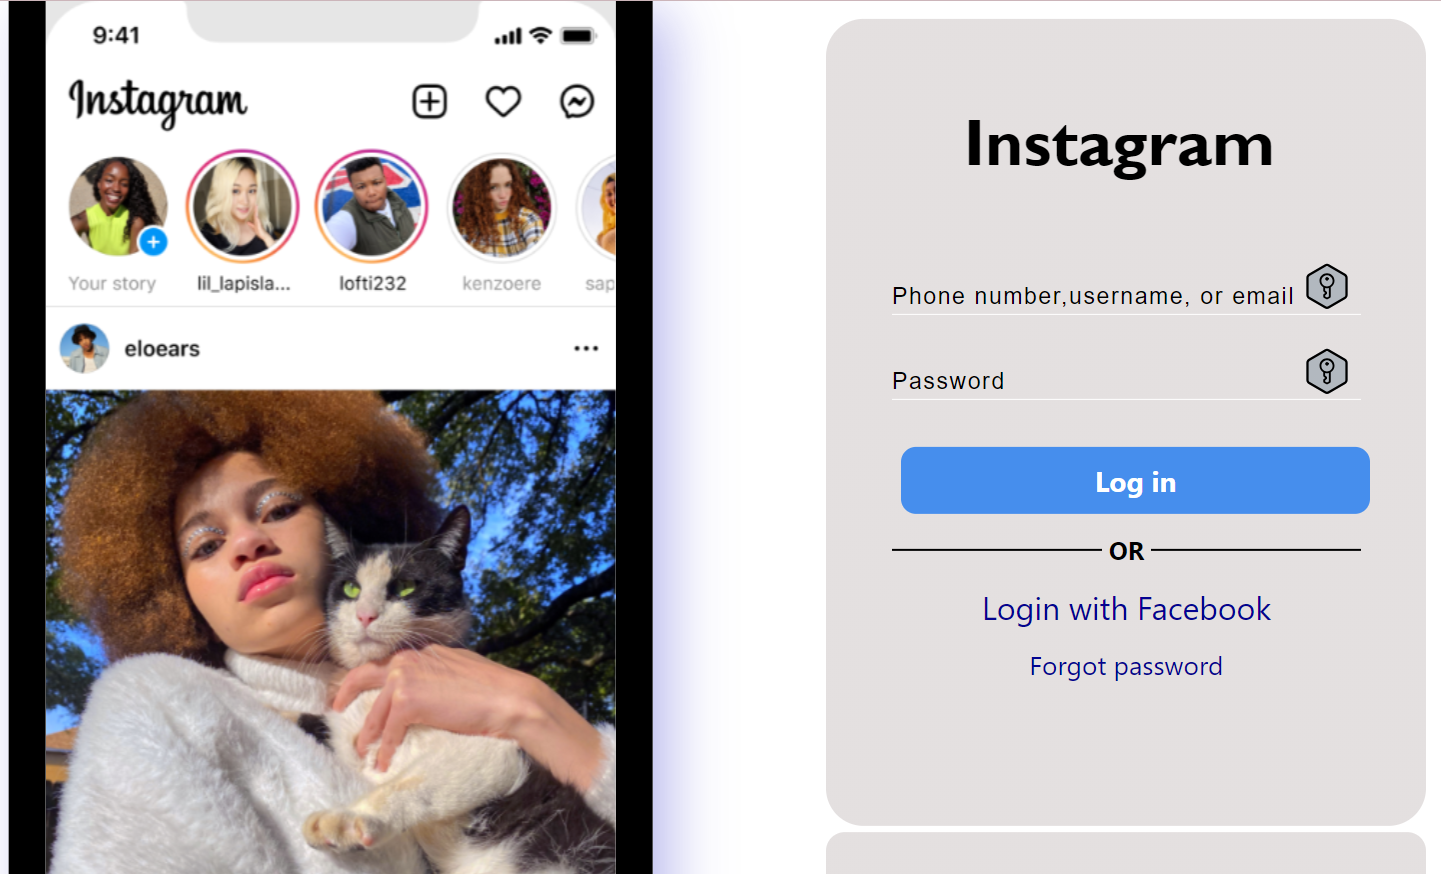 9:41
Instagram
Your story
lil_lapisla...
lofti232
kenzoere
sap
eloears
Instagram
Phone number,username, or email
Password
Log in
OR
Login with Facebook
Forgot password